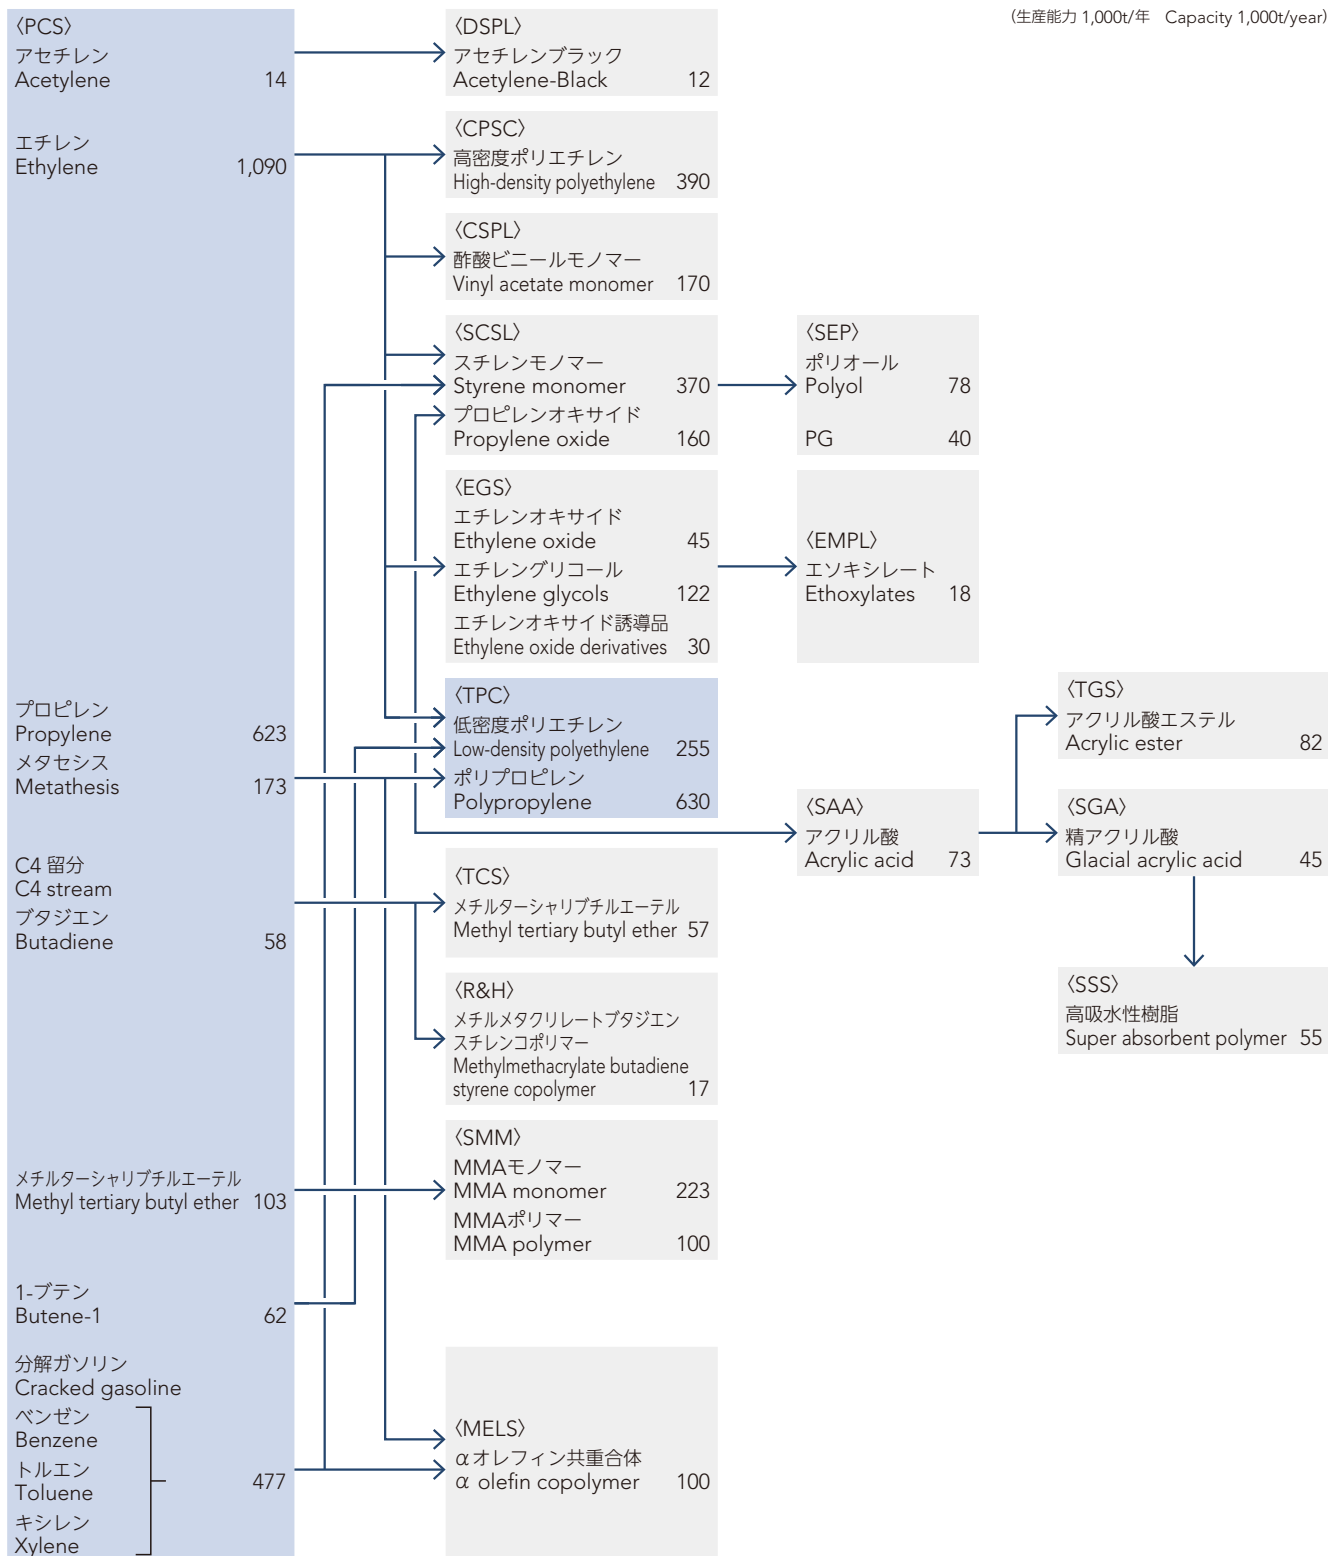 (生産能力 1,000t/年 Capacity 1,000t/year)
〈PCS〉
アセチレン
Acetylene 14
エチレン
Ethylene 1,090
プロピレン
Propylene 623
メタセシス
Metathesis 173
C4 留分
C4 stream
ブタジエン
Butadiene 58
メチルターシャリブチルエーテル
Methyl tertiary butyl ether 103
1-ブテン
Butene-1 62
分解ガソリン
Cracked gasoline
ベンゼン
Benzene
トルエン
Toluene 477
キシレン
Xylene
〈DSPL〉
アセチレンブラック
Acetylene-Black 12
〈CPSC〉
高密度ポリエチレン
High-density polyethylene 390
〈CSPL〉
酢酸ビニールモノマー
Vinyl acetate monomer 170
〈SCSL〉
スチレンモノマー
Styrene monomer 370
プロピレンオキサイド
Propylene oxide 160
〈EGS〉
エチレンオキサイド
Ethylene oxide 45
エチレングリコール
Ethylene glycols 122
エチレンオキサイド誘導品
Ethylene oxide derivatives 30
〈TPC〉
低密度ポリエチレン
Low-density polyethylene 255
ポリプロピレン
Polypropylene 630
〈TCS〉
メチルターシャリブチルエーテル
Methyl tertiary butyl ether 57
〈R&H〉
メチルメタクリレートブタジエン
スチレンコポリマー
Methylmethacrylate butadiene
styrene copolymer 17
〈SMM〉
MMAモノマー
MMA monomer 223
MMAポリマー
MMA polymer 100
〈MELS〉
αオレフィン共重合体
α olefin copolymer 100
〈SEP〉
ポリオール
Polyol 78
PG 40
〈EMPL〉
エソキシレート
Ethoxylates 18
〈SAA〉
アクリル酸
Acrylic acid 73
〈TGS〉
アクリル酸エステル
Acrylic ester 82
〈SGA〉
精アクリル酸
Glacial acrylic acid 45
〈SSS〉
高吸水性樹脂
Super absorbent polymer 55